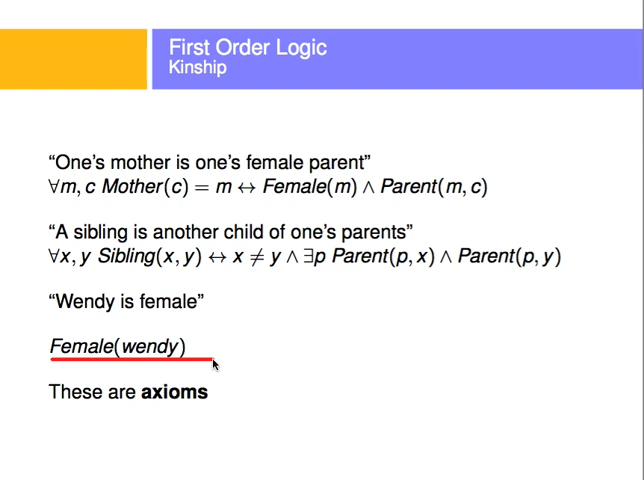 First Order Logic
Kinship
“One’s mother is one’s female parent”
∀m, c Mother(c) = m ↔ Female(m) ∧ Parent(m, c)
“A sibling is another child of one’s parents”
∀x, y Sibling(x, y) ↔ x ≠ y ∧ ∃p Parent(p, x) ∧ Parent(p, y)
“Wendy is female”
Female(wendy)
These are axioms